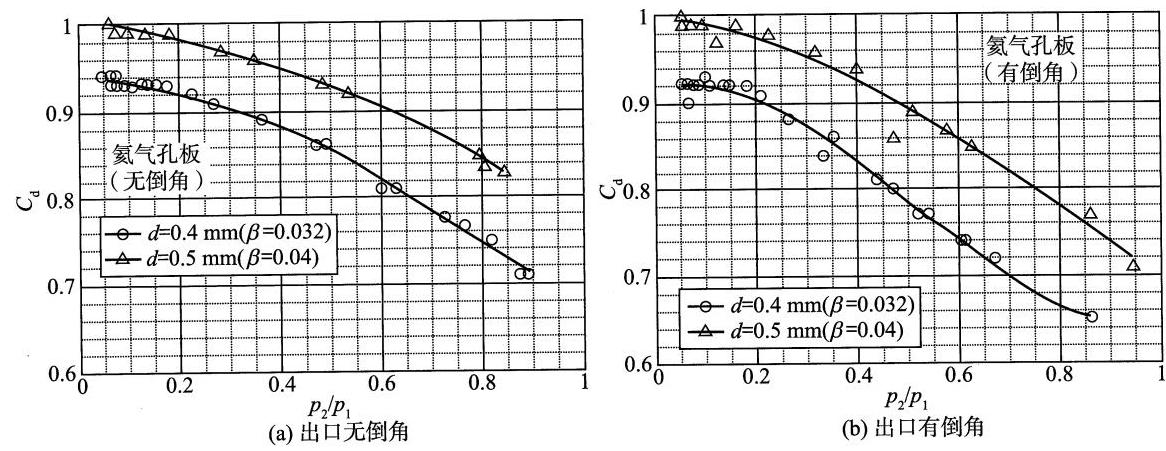 1
0.9
0.8
0.7
0.6
C_d
氦气孔板
（无倒角）
d=0.4 mm(β=0.032)
d=0.5 mm(β=0.04)
0 0.2 0.4 0.6 0.8 1
p₂/p₁
(a) 出口无倒角
1
0.9
0.8
0.7
0.6
C_d
氦气孔板
（有倒角）
d=0.4 mm(β=0.032)
d=0.5 mm(β=0.04)
0 0.2 0.4 0.6 0.8 1
p₂/p₁
(b) 出口有倒角